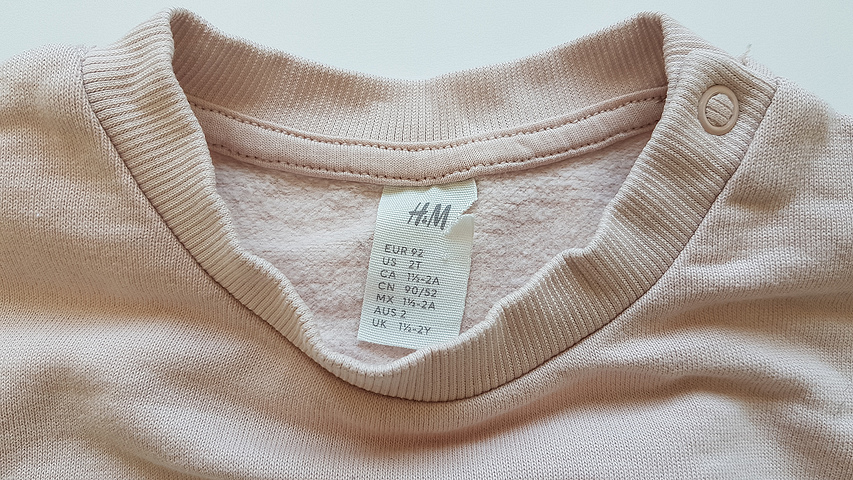 H&M
EUR 92
US 2T
CA 1½-2A
CN 90/52
MX 1½-2A
AUS 2
UK 1½-2Y